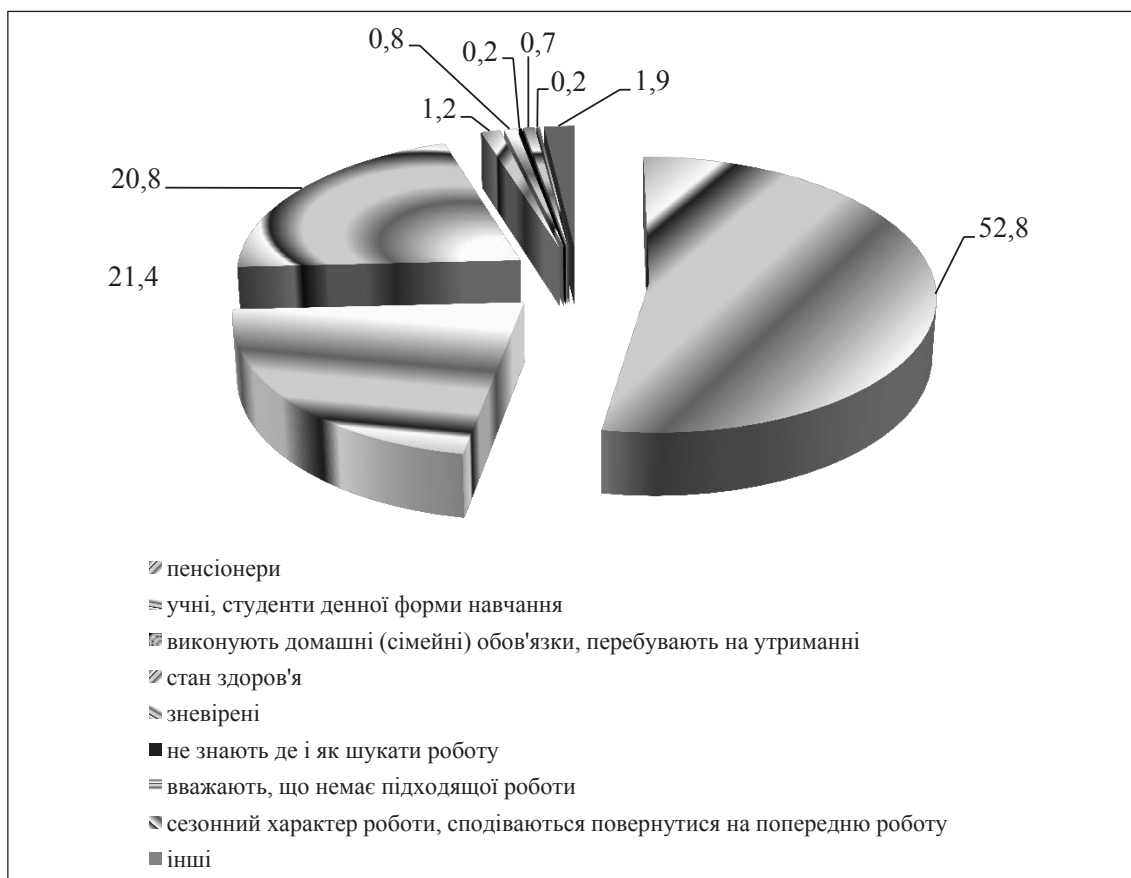 0,8
0,2
0,7
0,2
1,9
1,2
20,8
52,8
21,4
пенсіонери
учні, студенти денної форми навчання
виконують домашні (сімейні) обов'язки, перебувають на утриманні
стан здоров'я
зневірені
не знають де і як шукати роботу
вважають, що немає підходящої роботи
сезонний характер роботи, сподіваються повернутися на попередню роботу
інші